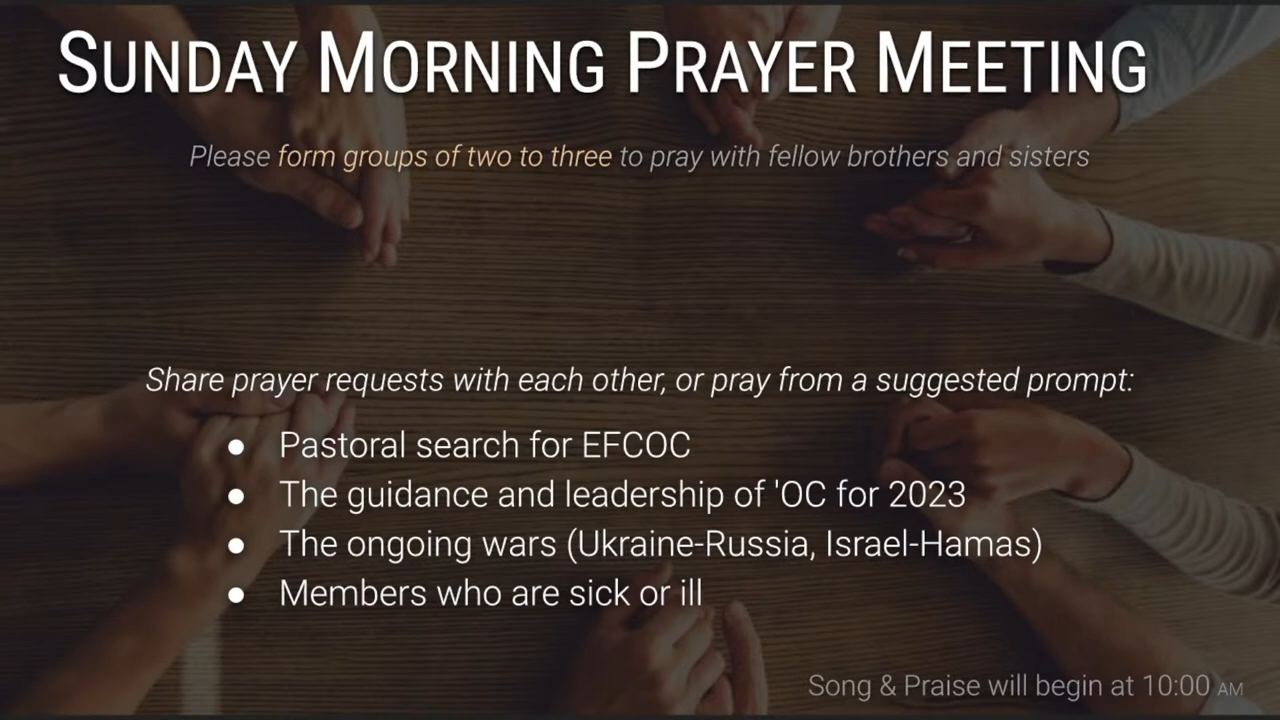 SUNDAY MORNING PRAYER MEETING
Please form groups of two to three to pray with fellow brothers and sisters
Share prayer requests with each other, or pray from a suggested prompt:
● Pastoral search for EFCOC
● The guidance and leadership of 'OC for 2023
● The ongoing wars (Ukraine-Russia, Israel-Hamas)
● Members who are sick or ill
Song & Praise will begin at 10:00 AM